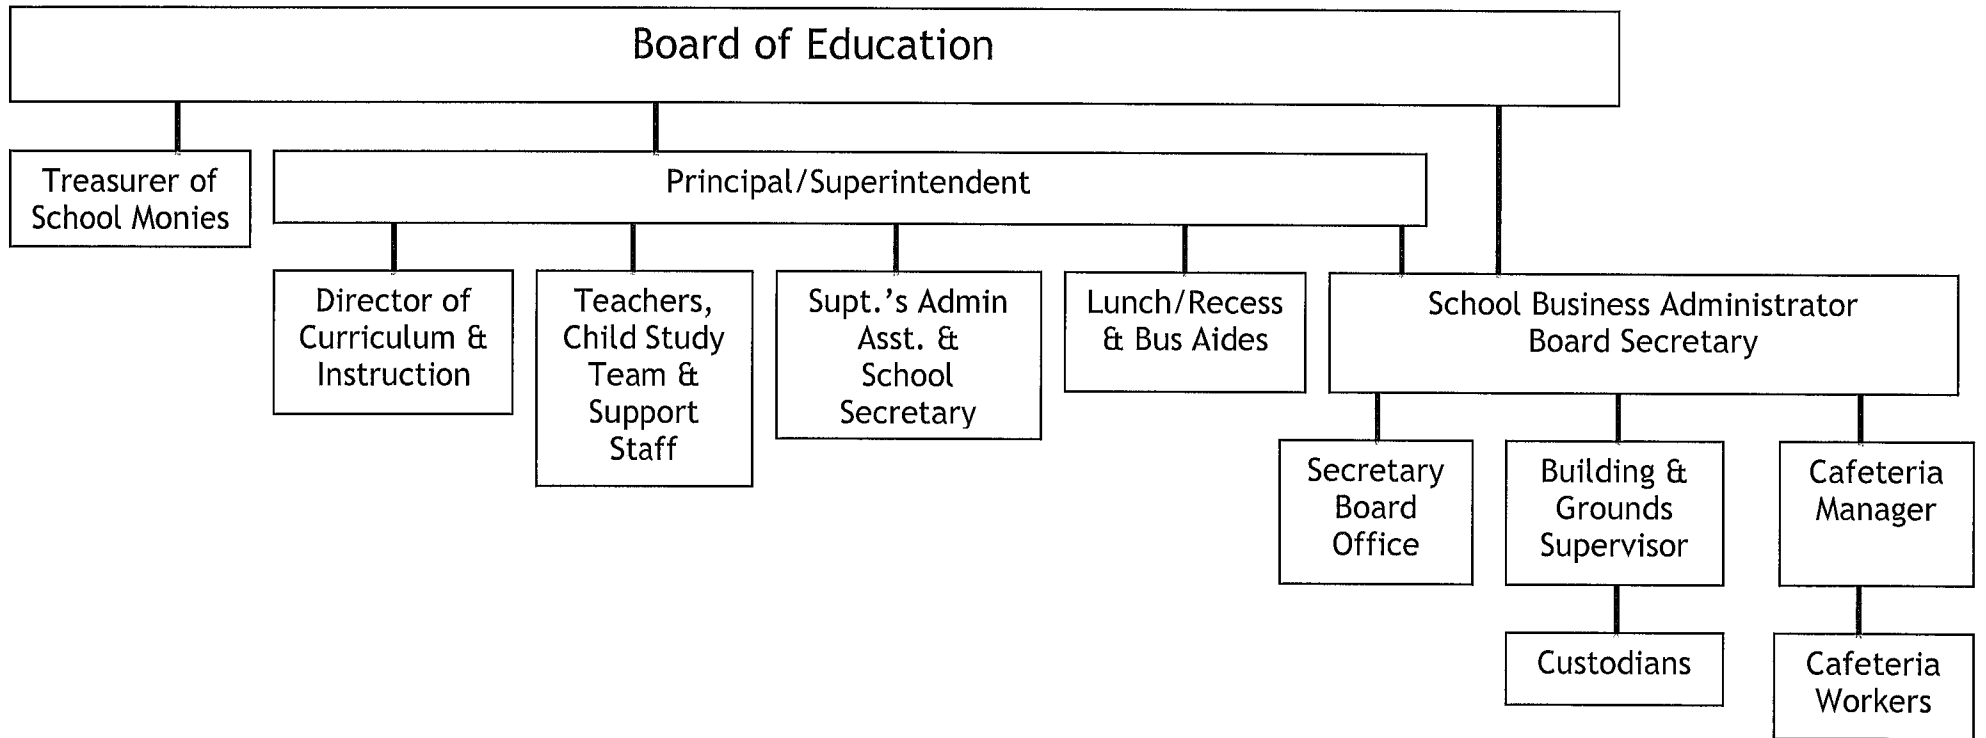 Board of Education
Treasurer of
School Monies
Principal/Superintendent
Director of
Curriculum &
Instruction
Teachers,
Child Study
Team &
Support
Staff
Supt.’s Admin
Asst. &
School
Secretary
Lunch/Recess
& Bus Aides
School Business Administrator
Board Secretary
Secretary
Board
Office
Building &
Grounds
Supervisor
Cafeteria
Manager
Custodians
Cafeteria
Workers